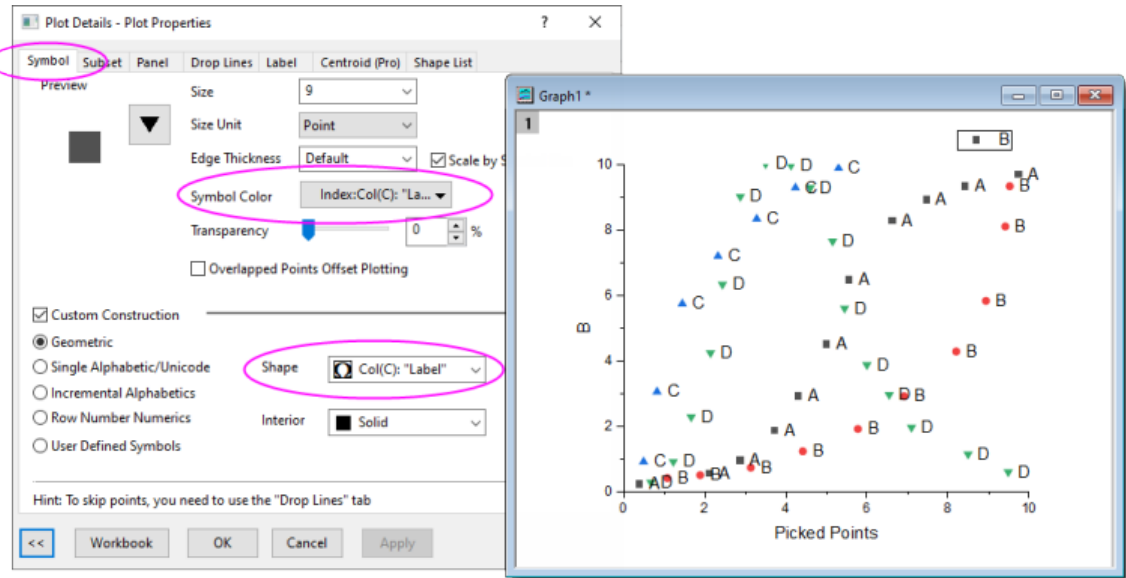 Plot Details - Plot Properties
?
×
Symbol Subset Panel Drop Lines Label Centroid (Pro) Shape List
Preview
Size 9
Size Unit Point
Edge Thickness Default Scale by S
Symbol Color Index:Col(C): "La...
Transparency 0 %
Overlapped Points Offset Plotting
Custom Construction
Geometric
Single Alphabetic/Unicode
Shape Ω Col(C): "Label"
Incremental Alphabetics
Row Number Numerics
Interior Solid
User Defined Symbols
Hint: To skip points, you need to use the "Drop Lines" tab
<< Workbook OK Cancel Apply
Graph1 *
1
B
D D C
10
C D A
A B
D
C A
8 B
D
C
D
6 C A B
D
B
D A B
4
D
C A D B
D A B D
2
C D A B D
A D B B A D
0
0 2 4 6 8 10
Picked Points